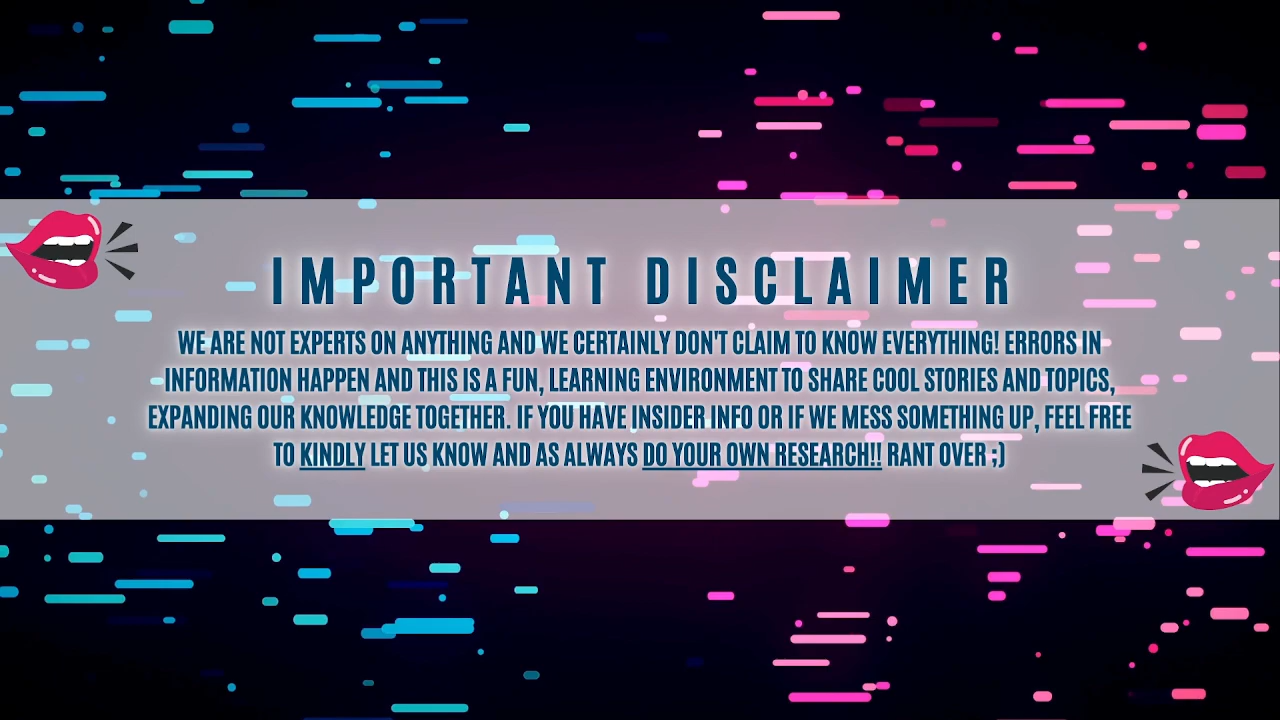 IMPORTANT DISCLAIMER
WE ARE NOT EXPERTS ON ANYTHING AND WE CERTAINLY DON'T CLAIM TO KNOW EVERYTHING! ERRORS IN
INFORMATION HAPPEN AND THIS IS A FUN, LEARNING ENVIRONMENT TO SHARE COOL STORIES AND TOPICS,
EXPANDING OUR KNOWLEDGE TOGETHER. IF YOU HAVE INSIDER INFO OR IF WE MESS SOMETHING UP, FEEL FREE
TO KINDLY LET US KNOW AND AS ALWAYS DO YOUR OWN RESEARCH!! RANT OVER ;)